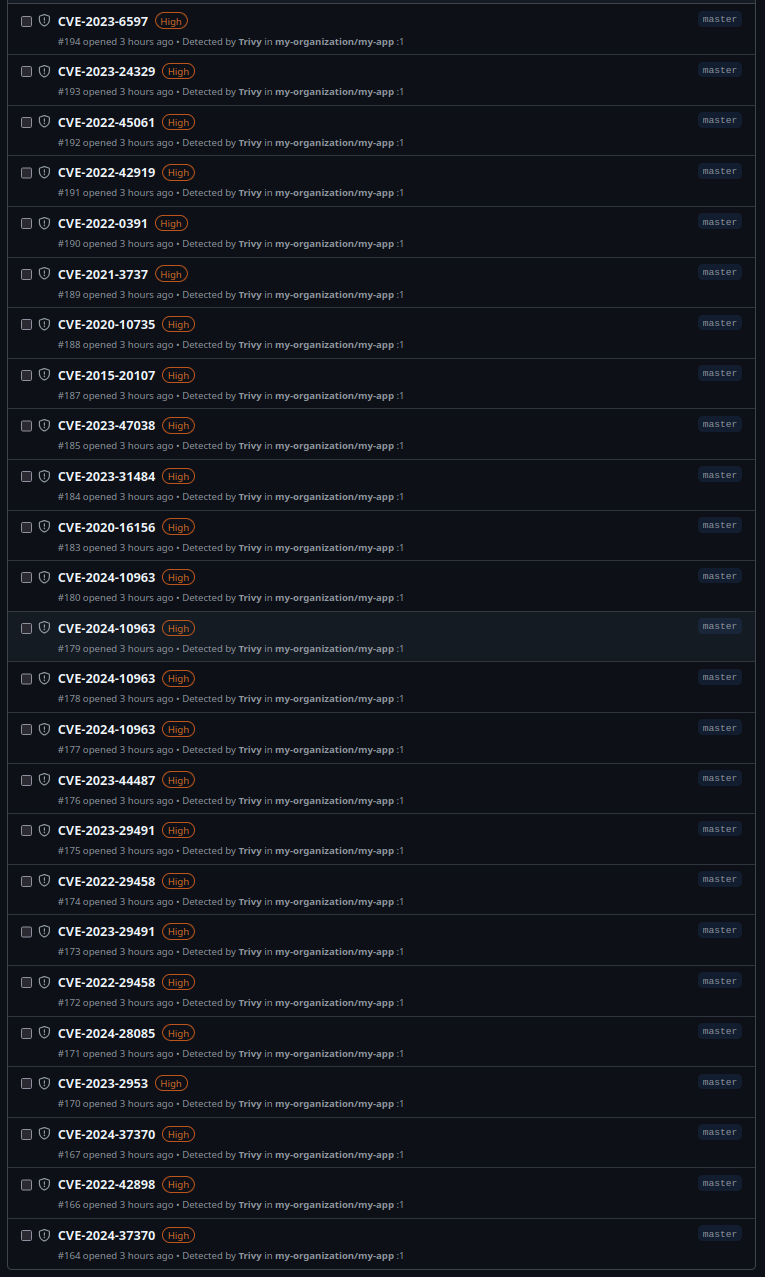 CVE-2023-6597 High master
#194 opened 3 hours ago • Detected by Trivy in my-organization/my-app :1
CVE-2023-24329 High master
#193 opened 3 hours ago • Detected by Trivy in my-organization/my-app :1
CVE-2022-45061 High master
#192 opened 3 hours ago • Detected by Trivy in my-organization/my-app :1
CVE-2022-42919 High master
#191 opened 3 hours ago • Detected by Trivy in my-organization/my-app :1
CVE-2022-0391 High master
#190 opened 3 hours ago • Detected by Trivy in my-organization/my-app :1
CVE-2021-3737 High master
#189 opened 3 hours ago • Detected by Trivy in my-organization/my-app :1
CVE-2020-10735 High master
#188 opened 3 hours ago • Detected by Trivy in my-organization/my-app :1
CVE-2015-20107 High master
#187 opened 3 hours ago • Detected by Trivy in my-organization/my-app :1
CVE-2023-47038 High master
#185 opened 3 hours ago • Detected by Trivy in my-organization/my-app :1
CVE-2023-31484 High master
#184 opened 3 hours ago • Detected by Trivy in my-organization/my-app :1
CVE-2020-16156 High master
#183 opened 3 hours ago • Detected by Trivy in my-organization/my-app :1
CVE-2024-10963 High master
#180 opened 3 hours ago • Detected by Trivy in my-organization/my-app :1
CVE-2024-10963 High master
#179 opened 3 hours ago • Detected by Trivy in my-organization/my-app :1
CVE-2024-10963 High master
#178 opened 3 hours ago • Detected by Trivy in my-organization/my-app :1
CVE-2024-10963 High master
#177 opened 3 hours ago • Detected by Trivy in my-organization/my-app :1
CVE-2023-44487 High master
#176 opened 3 hours ago • Detected by Trivy in my-organization/my-app :1
CVE-2023-29491 High master
#175 opened 3 hours ago • Detected by Trivy in my-organization/my-app :1
CVE-2022-29458 High master
#174 opened 3 hours ago • Detected by Trivy in my-organization/my-app :1
CVE-2023-29491 High master
#173 opened 3 hours ago • Detected by Trivy in my-organization/my-app :1
CVE-2022-29458 High master
#172 opened 3 hours ago • Detected by Trivy in my-organization/my-app :1
CVE-2024-28085 High master
#171 opened 3 hours ago • Detected by Trivy in my-organization/my-app :1
CVE-2023-2953 High master
#170 opened 3 hours ago • Detected by Trivy in my-organization/my-app :1
CVE-2024-37370 High master
#167 opened 3 hours ago • Detected by Trivy in my-organization/my-app :1
CVE-2022-42898 High master
#166 opened 3 hours ago • Detected by Trivy in my-organization/my-app :1
CVE-2024-37370 High master
#164 opened 3 hours ago • Detected by Trivy in my-organization/my-app :1